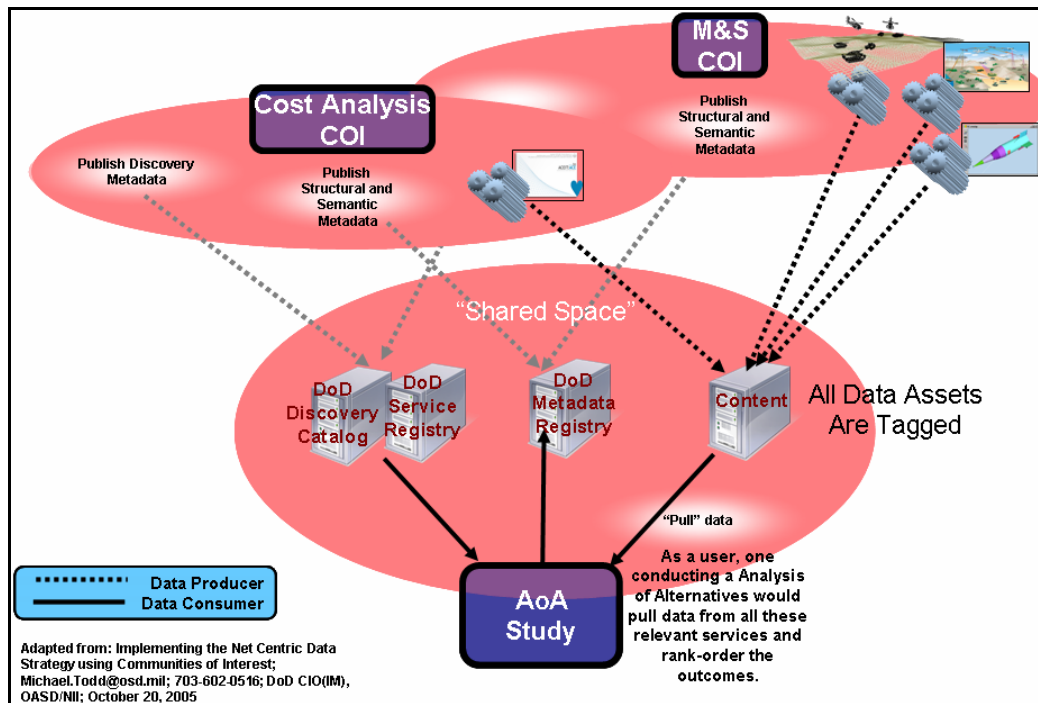 M&S
COI
Cost Analysis
COI
Publish
Structural and
Semantic
Metadata
Publish Discovery
Metadata
Publish
Structural and
Semantic
Metadata
“Shared Space”
DoD
Discovery
Catalog
DoD
Service
Registry
DoD
Metadata
Registry
Content
All Data Assets
Are Tagged
“Pull” data
As a user, one
conducting a Analysis
of Alternatives would
pull data from all these
relevant services and
rank-order the
outcomes.
AoA
Study
Data Producer
Data Consumer
Adapted from: Implementing the Net Centric Data
Strategy using Communities of Interest;
Michael.Todd@osd.mil; 703-602-0516; DoD CIO(IM),
OASD/NII; October 20, 2005